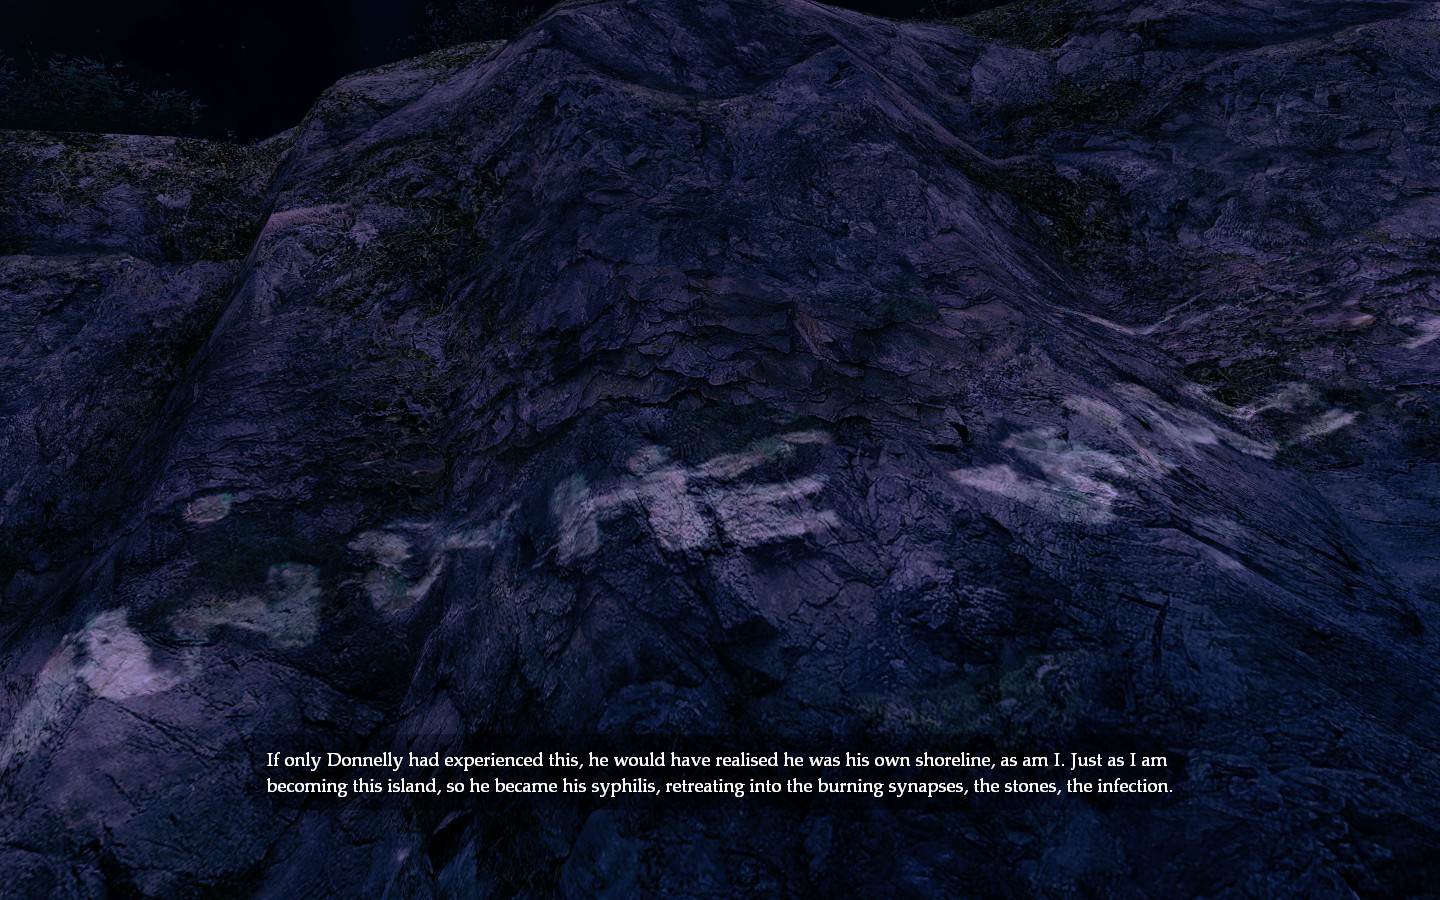 If only Donnelly had experienced this, he would have realised he was his own shoreline, as am I. Just as I am
becoming this island, so he became his syphilis, retreating into the burning synapses, the stones, the infection.